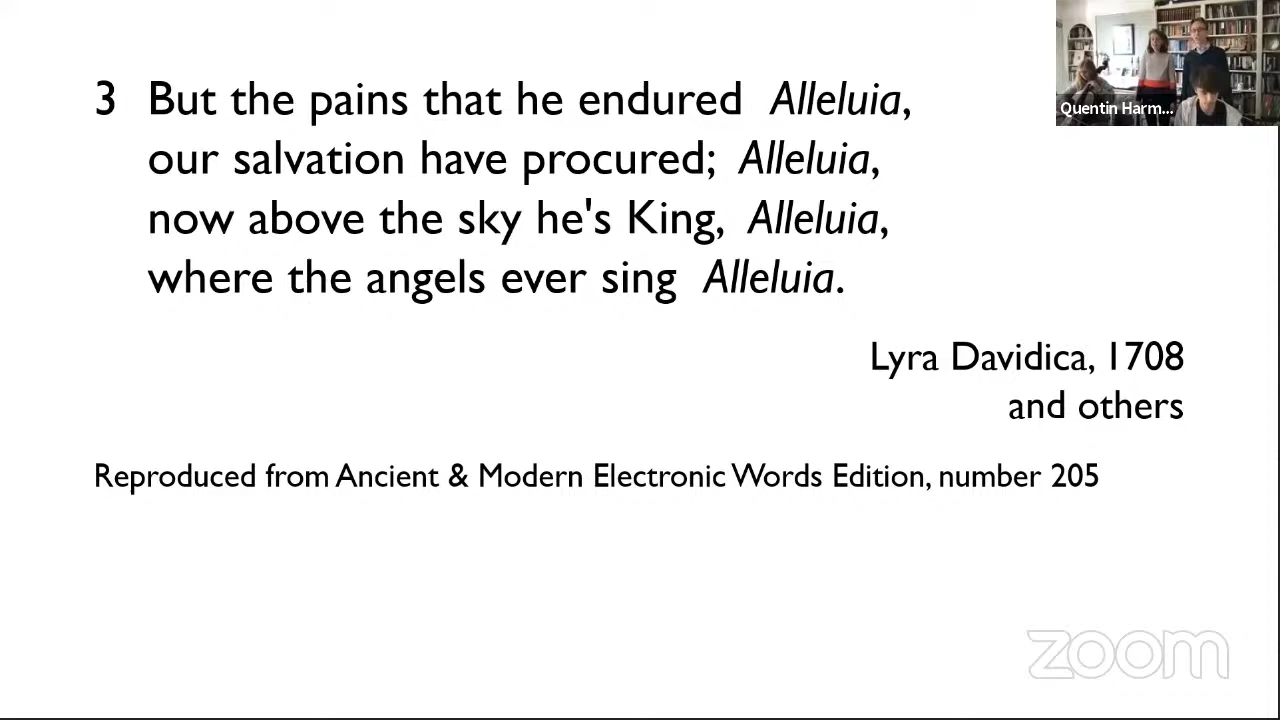 3 But the pains that he endured Alleluia,
our salvation have procured; Alleluia,
now above the sky he's King, Alleluia,
where the angels ever sing Alleluia.
Lyra Davidica, 1708
and others
Reproduced from Ancient & Modern Electronic Words Edition, number 205
Quentin Harm...
zoom